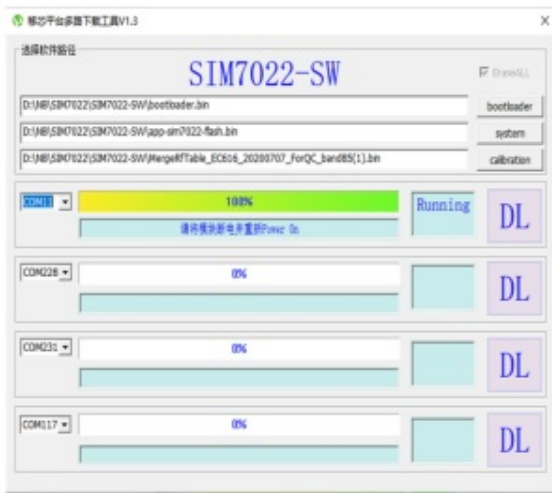 移芯平台多路下载工具V1.3
X
选择软件路径
SIM7022-SW
EraseALL
D:\NB\SIM7022\SIM7022-SW\bootloader.bin
bootloader
D:\NB\SIM7022\SIM7022-SW\app-sim7022-flash.bin
system
D:\NB\SIM7022\SIM7022-SW\MergeRfTable_EC616_20200707_ForQC_band85(1).bin
calibration
COM11
100%
Running
DL
请将模块断电并重新Power On
COM228
0%
DL
COM231
0%
DL
COM117
0%
DL